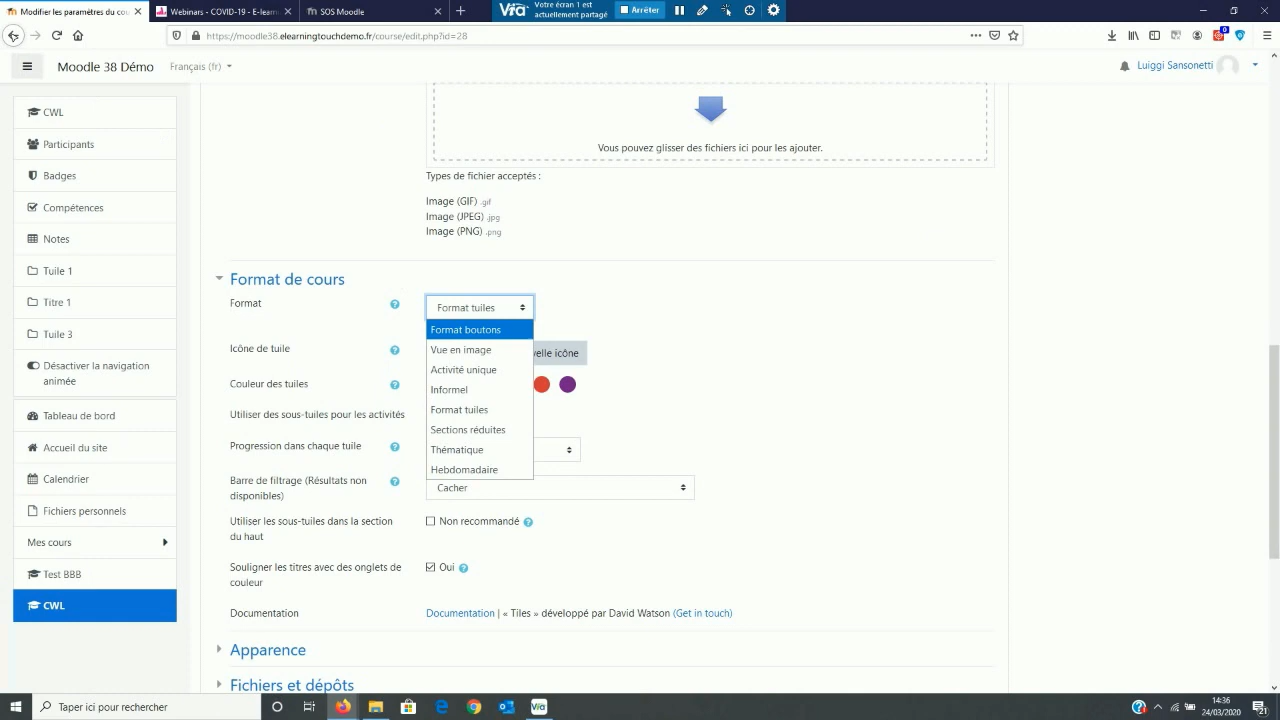 Modifier les paramètres du cou
Webinars - COVID-19 - E-learn
SOS Moodle
Via
Votre écran 1 est
actuellement partagé
Arrêter
https://moodle38.elearningtouchdemo.fr/course/edit.php?id=28
0
Moodle 38 Démo
Français (fr)
Luiggi Sansonetti
CWL
Participants
Badges
Compétences
Notes
Tuile 1
Titre 1
Tuile 3
Désactiver la navigation
animée
Tableau de bord
Accueil du site
Calendrier
Fichiers personnels
Mes cours
Test BBB
CWL
Vous pouvez glisser des fichiers ici pour les ajouter.
Types de fichier acceptés :
Image (GIF) .gif
Image (JPEG) .jpg
Image (PNG) .png
Format de cours
Format
Format tuiles
Format boutons
Vue en image
Activité unique
Informel
Format tuiles
Sections réduites
Thématique
Hebdomadaire
Icône de tuile
velle icône
Couleur des tuiles
Utiliser des sous-tuiles pour les activités
Progression dans chaque tuile
Barre de filtrage (Résultats non
disponibles)
Cacher
Utiliser les sous-tuiles dans la section
du haut
Non recommandé
Souligner les titres avec des onglets de
couleur
Oui
Documentation
Documentation | « Tiles » développé par David Watson (Get in touch)
Apparence
Fichiers et dépôts
Taper ici pour rechercher
Via
14:36
24/03/2020
21